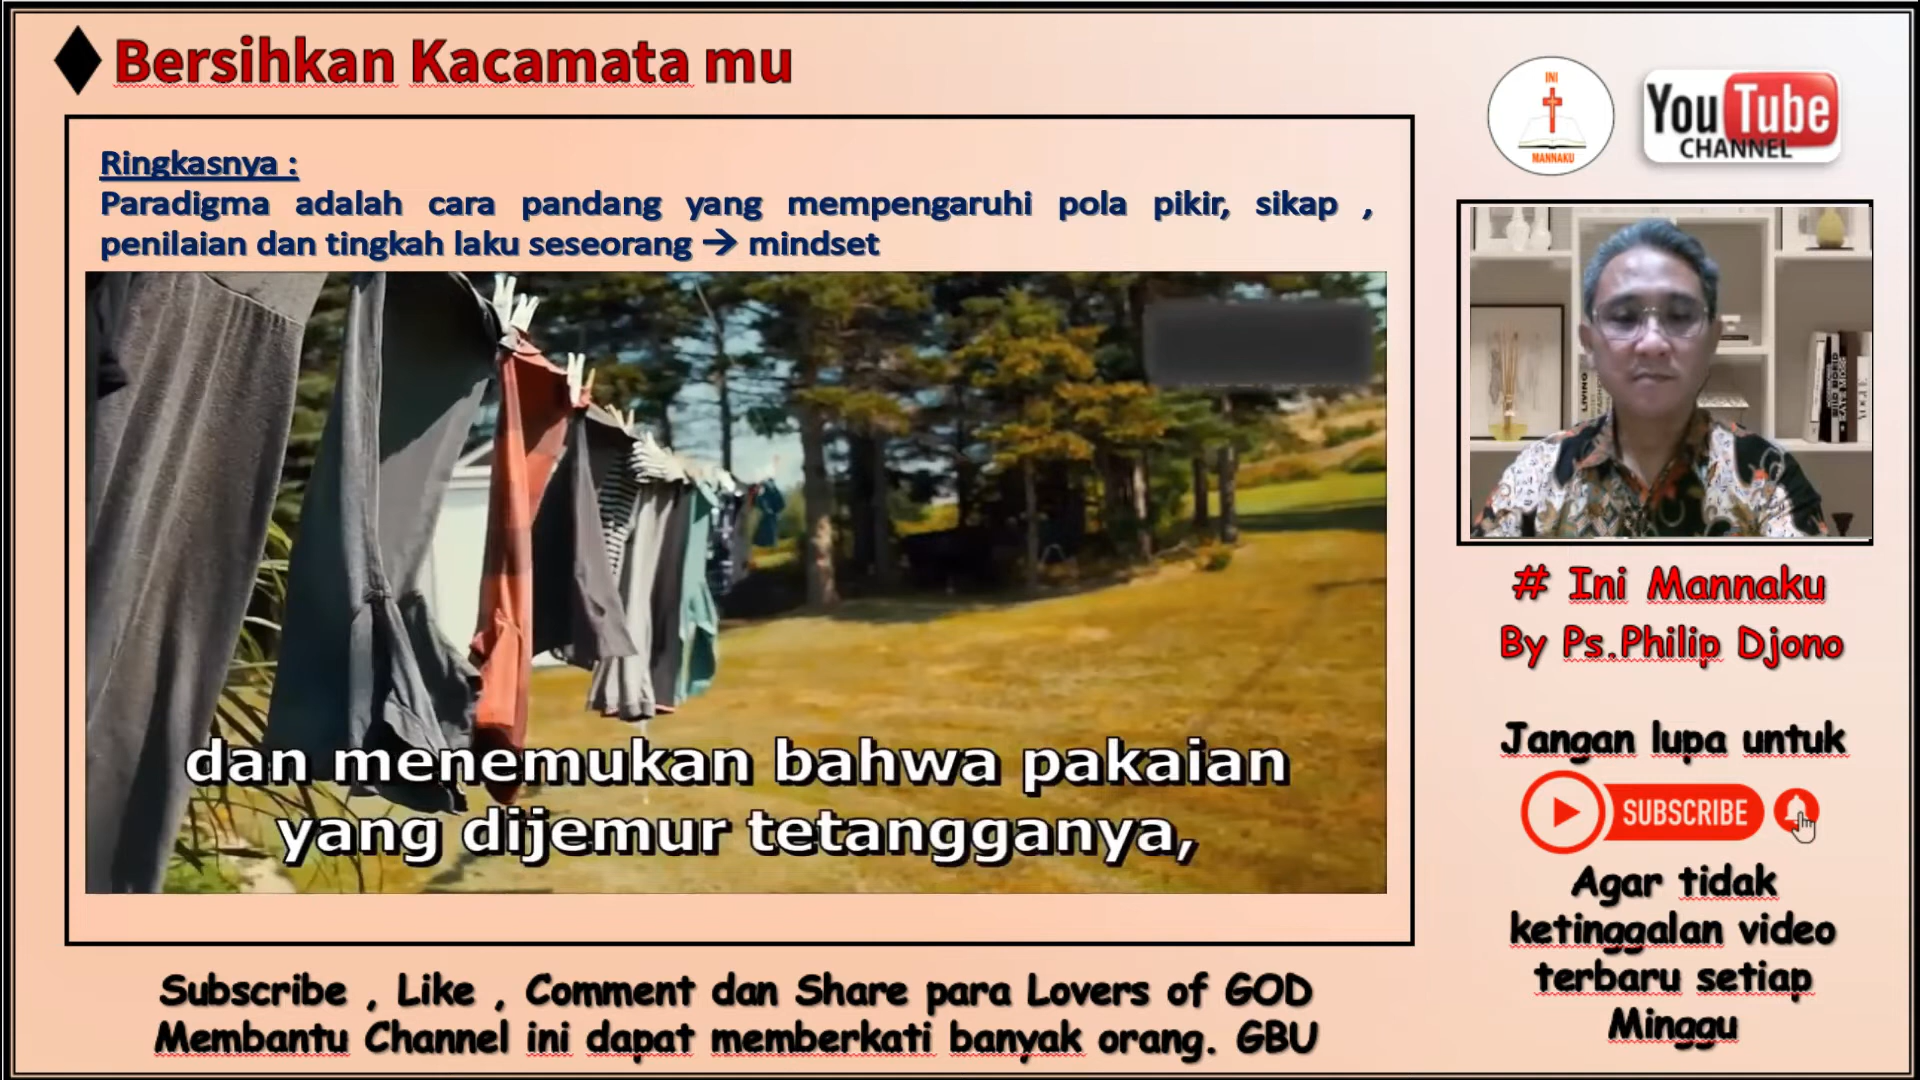 Bersihkan Kacamata mu
Ringkasnya :
Paradigma adalah cara pandang yang mempengaruhi pola pikir, sikap ,
penilaian dan tingkah laku seseorang → mindset
dan menemukan bahwa pakaian
yang dijemur tetangganya,
Subscribe , Like , Comment dan Share para Lovers of GOD
Membantu Channel ini dapat memberkati banyak orang. GBU
INI
MANNAKU
YouTube
CHANNEL
LIVING
# Ini Mannaku
By Ps.Philip Djono
Jangan lupa untuk
SUBSCRIBE
Agar tidak
ketinggalan video
terbaru setiap
Minggu